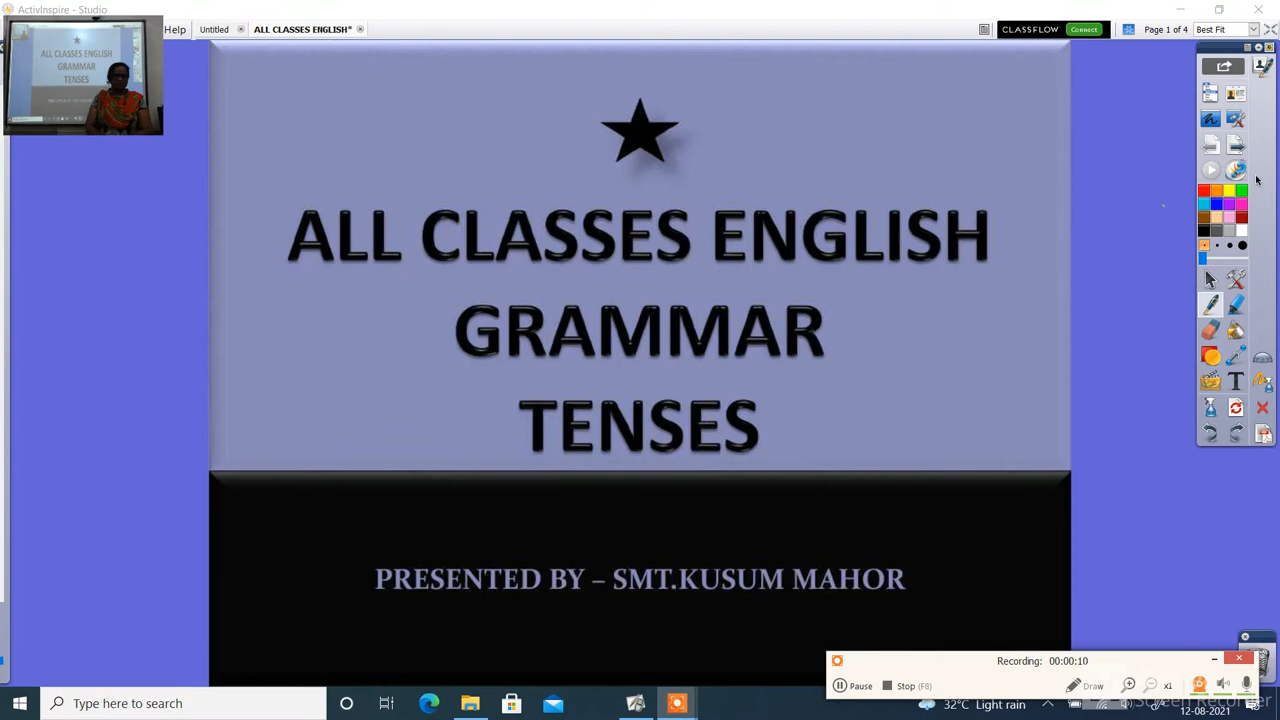 ActivInspire - Studio
Help
Untitled
ALL CLASSES ENGLISH*
CLASSFLOW
Connect
Page 1 of 4
Best Fit
ALL CLASSES ENGLISH
GRAMMAR
TENSES
ALL CLASSES ENGLISH
GRAMMAR
TENSES
PRESENTED BY – SMT.KUSUM MAHOR
Recording: 00:00:10
Pause
Stop (F8)
Draw
x1
Type here to search
32°C Light rain
12-08-2021